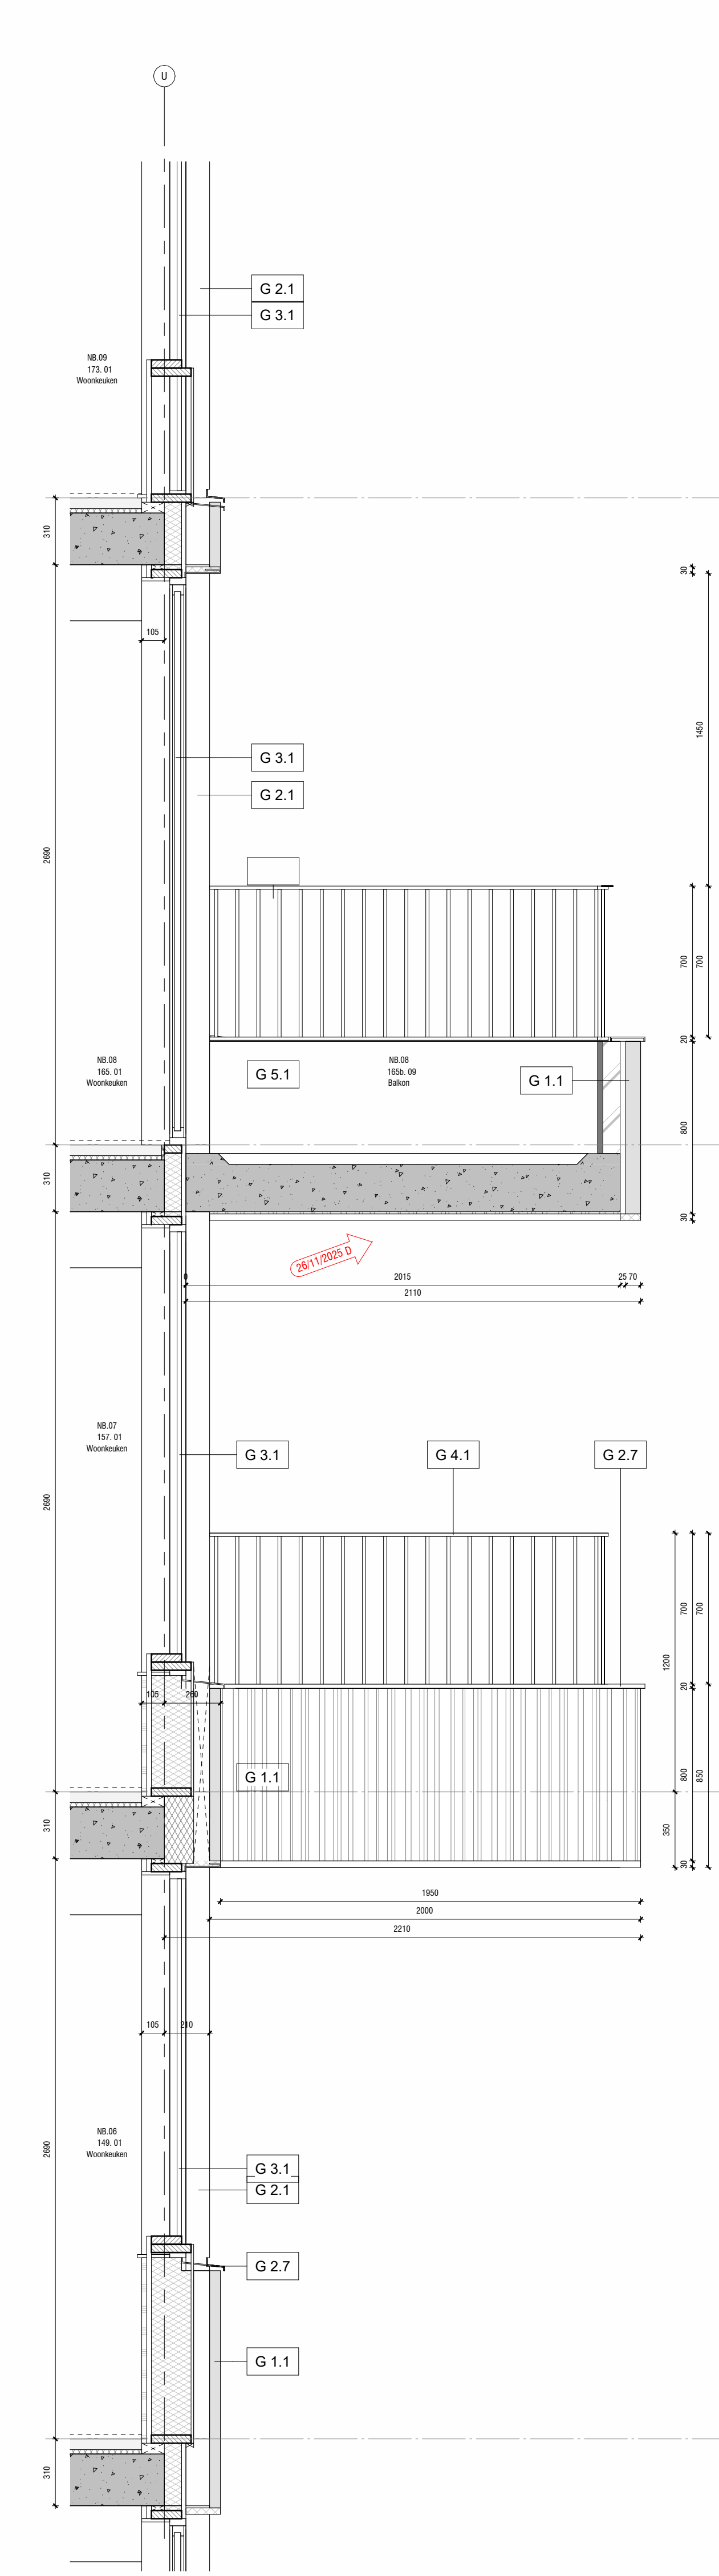 U
G 2.1
G 3.1
NB.09
173. 01
Woonkeuken
310
30
105
1450
G 3.1
G 2.1
2690
700
700
20
NB.08
165. 01
Woonkeuken
G 5.1
NB.08
165b. 09
Balkon
G 1.1
800
310
30
26/11/2025 D
0
2015
25
70
2110
NB.07
157. 01
Woonkeuken
G 3.1
G 4.1
G 2.7
2690
700
700
1200
20
105
260
G 1.1
800
850
310
350
30
1950
2000
2210
105
210
NB.06
149. 01
Woonkeuken
2690
G 3.1
G 2.1
G 2.7
G 1.1
310